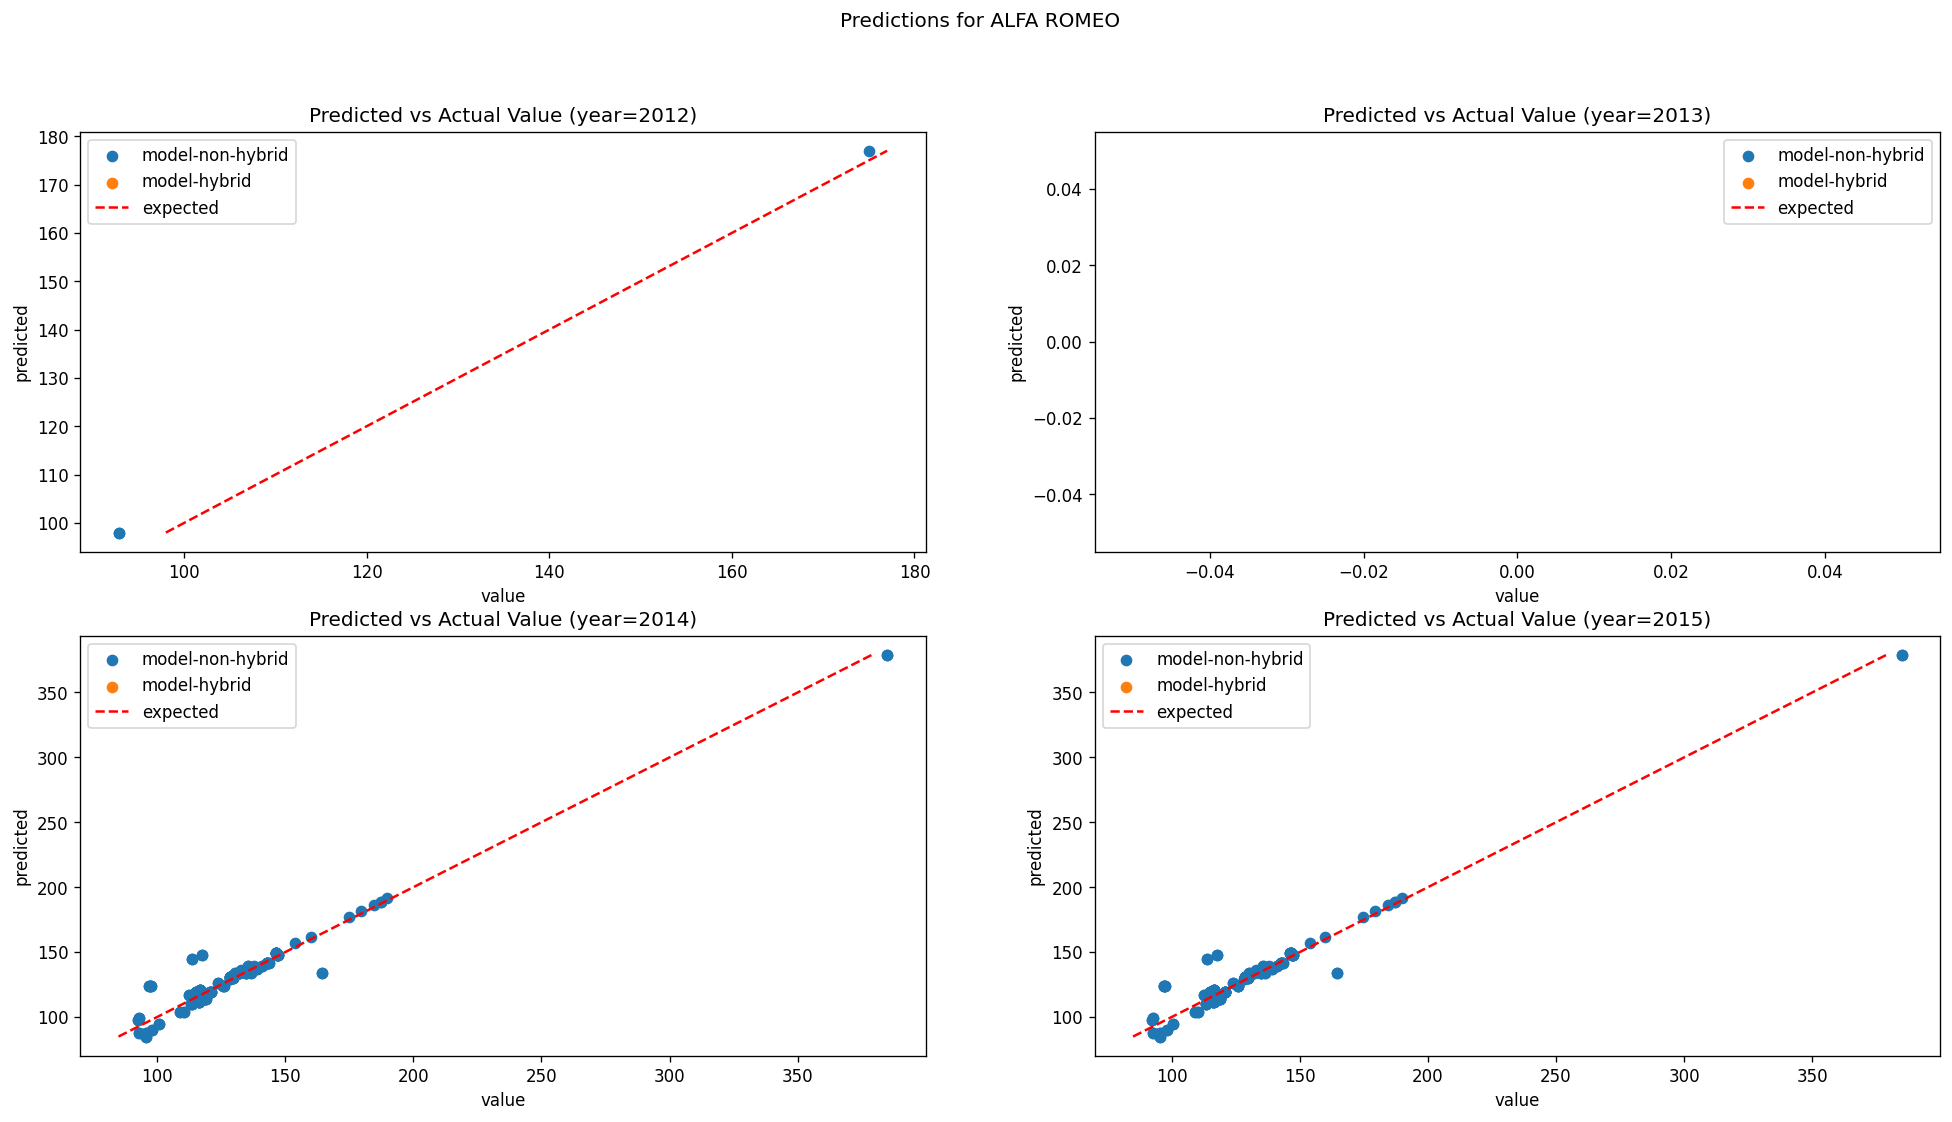 Predictions for ALFA ROMEO
Predicted vs Actual Value (year=2012)
model-non-hybrid
model-hybrid
expected
180
170
160
150
140
130
120
110
100
predicted
100 120 140 160 180
value
Predicted vs Actual Value (year=2013)
model-non-hybrid
model-hybrid
expected
0.04
0.02
0.00
−0.02
−0.04
predicted
−0.04 −0.02 0.00 0.02 0.04
value
Predicted vs Actual Value (year=2014)
model-non-hybrid
model-hybrid
expected
350
300
250
200
150
100
predicted
100 150 200 250 300 350
value
Predicted vs Actual Value (year=2015)
model-non-hybrid
model-hybrid
expected
350
300
250
200
150
100
predicted
100 150 200 250 300 350
value